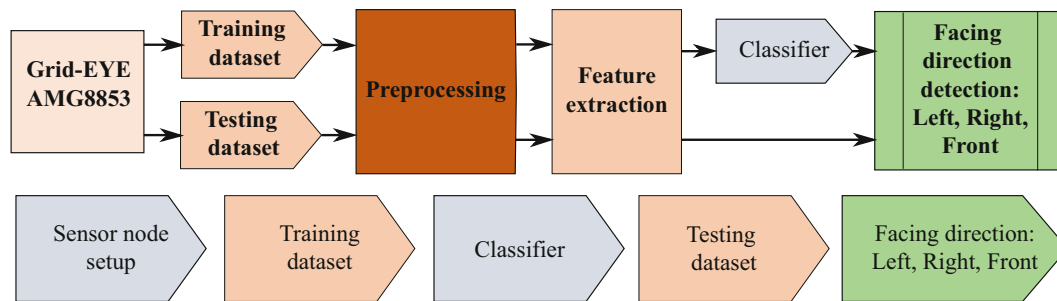 Grid-EYE
AMG8853
Training
dataset
Testing
dataset
Preprocessing
Feature
extraction
Classifier
Facing
direction
detection:
Left, Right,
Front
Sensor node
setup
Training
dataset
Classifier
Testing
dataset
Facing direction:
Left, Right, Front